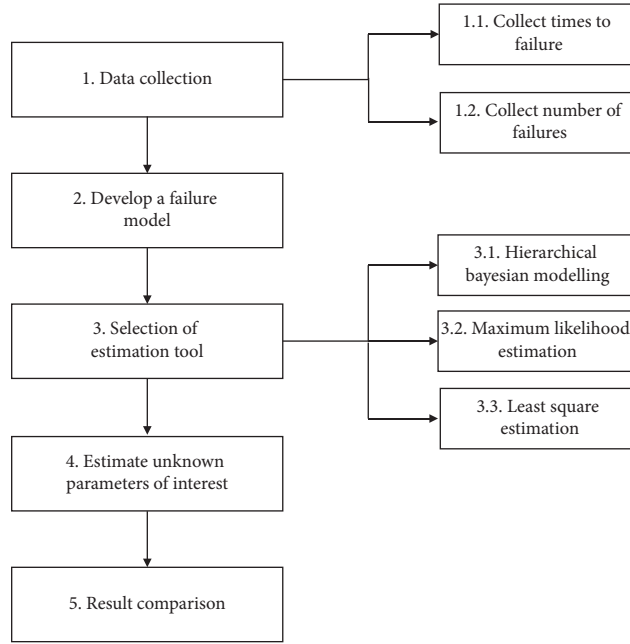 1. Data collection
1.1. Collect times to
failure
1.2. Collect number of
failures
2. Develop a failure
model
3. Selection of
estimation tool
3.1. Hierarchical
bayesian modelling
3.2. Maximum likelihood
estimation
3.3. Least square
estimation
4. Estimate unknown
parameters of interest
5. Result comparison